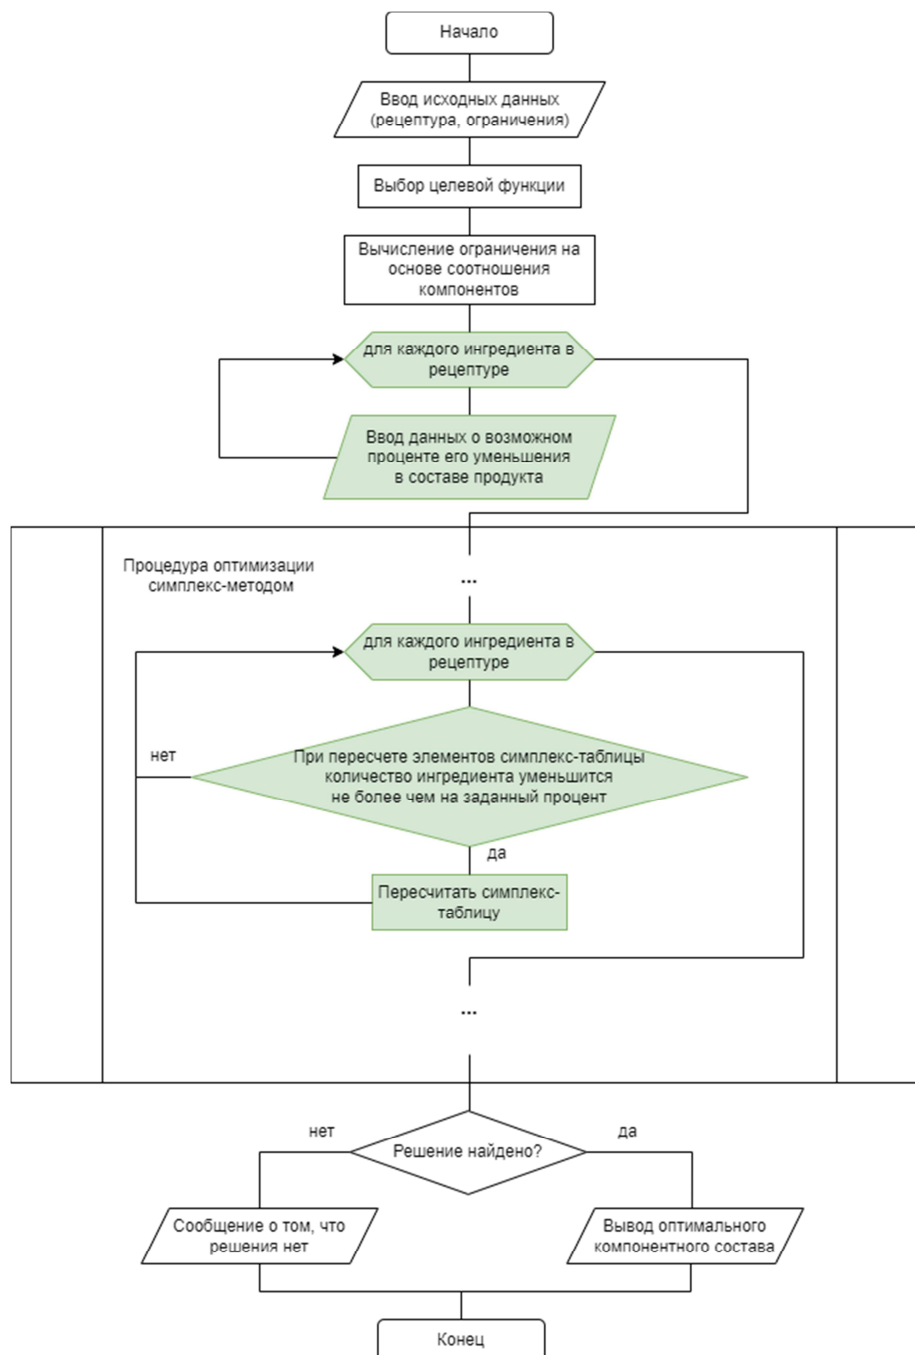 Начало
Ввод исходных данных
(рецептура, ограничения)
Выбор целевой функции
Вычисление ограничения на
основе соотношения
компонентов
для каждого ингредиента в
рецептуре
Ввод данных о возможном
проценте его уменьшения
в составе продукта
Процедура оптимизации
симплекс-методом
...
для каждого ингредиента в
рецептуре
нет
При пересчете элементов симплекс-таблицы
количество ингредиента уменьшится
не более чем на заданный процент
да
Пересчитать симплекс-
таблицу
...
нет
да
Решение найдено?
Сообщение о том, что
решения нет
Вывод оптимального
компонентного состава
Конец